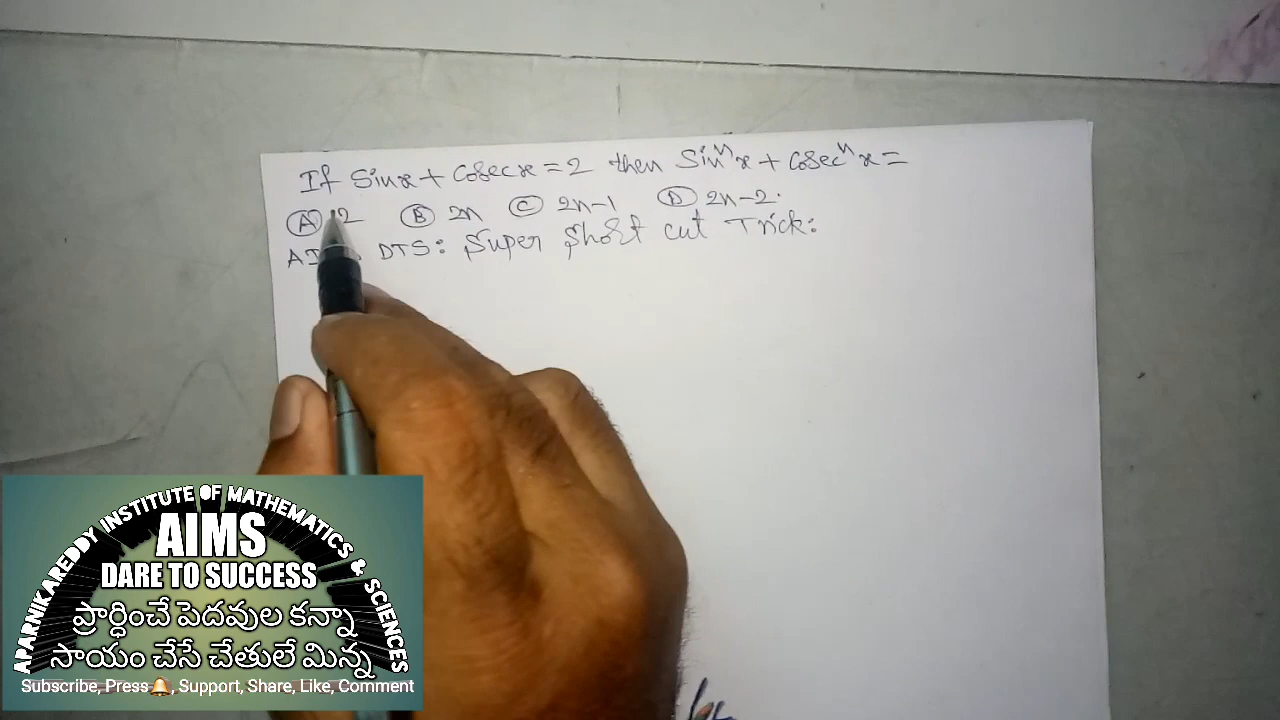 If Sinx + Cosecx = 2 then Sinⁿx + Cosecⁿx =
(A) 2 (B) 2n (C) 2n-1 (D) 2n-2.
DTS: Super Short cut Trick:
APARNIKAREDDY INSTITUTE OF MATHEMATICS & SCIENCES
AIMS
DARE TO SUCCESS
ప్రార్ధించే పెదవుల కన్నా
సాయం చేసే చేతులే మిన్న
Subscribe, Press🔔, Support, Share, Like, Comment